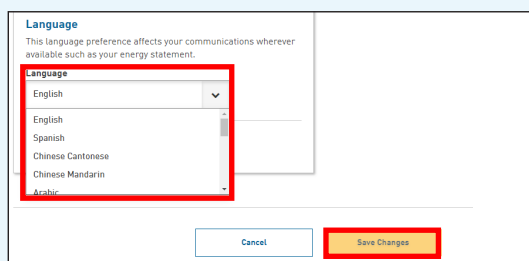 Language
This language preference affects your communications wherever
available such as your energy statement.
Language
English
English
Spanish
Chinese Cantonese
Chinese Mandarin
Arabic
Cancel
Save Changes